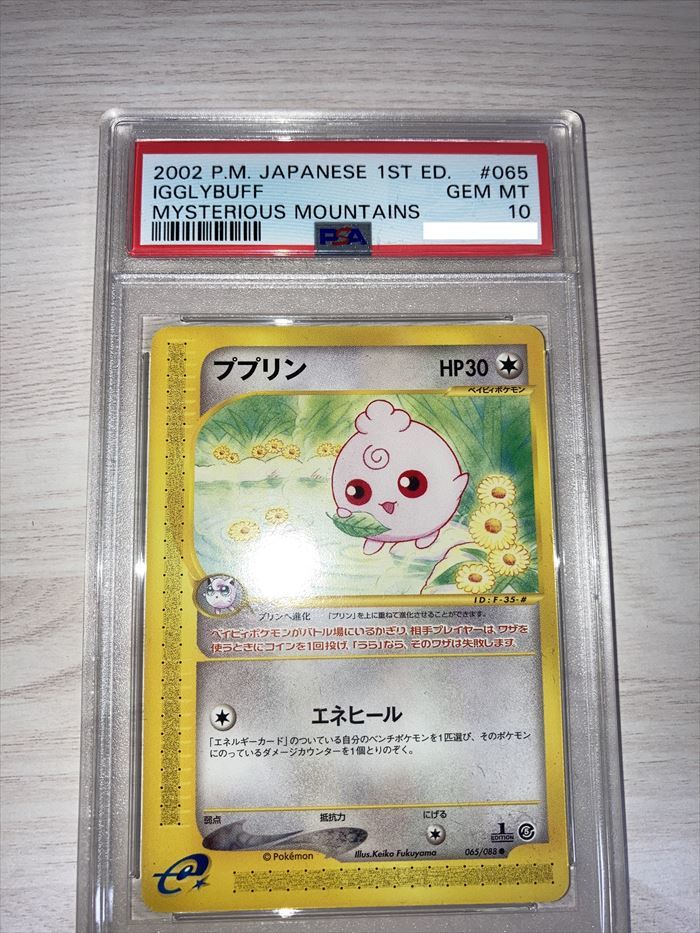 2002 P.M. JAPANESE 1ST ED. #065
IGGLYBUFF GEM MT
MYSTERIOUS MOUNTAINS 10
PSA
ププリン HP30
ベイビィポケモン
ID:F-35-#
プリンへ進化 「プリン」を上に重ねて進化させることができます。
ベイビィポケモンがバトル場にいるかぎり、相手プレイヤーは、ワザを
使うときにコインを1回投げ、「うら」なら、そのワザは失敗します。
エネヒール
「エネルギーカード」のついている自分のベンチポケモンを1匹選び、そのポケモン
にのっているダメージカウンターを1個とりのぞく。
弱点 抵抗力 にげる
1
EDITION
© Pokémon Illus.Keiko Fukuyama 065/088 ●
e